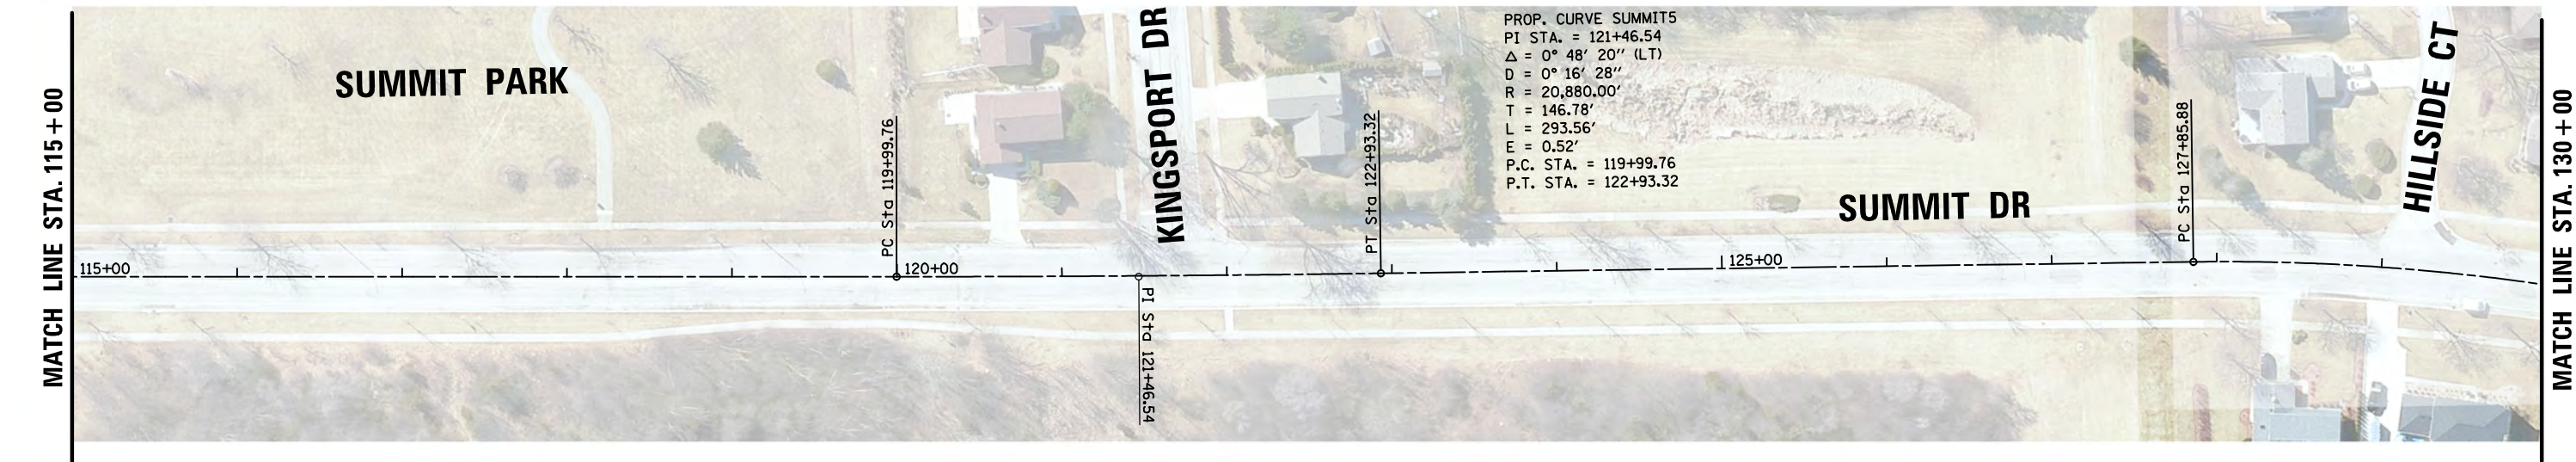 MATCH LINE STA. 115+00
SUMMIT PARK
115+00
PC Sta 119+99.76
120+00
KINGSPORT DR
PI Sta 121+46.54
PT Sta 122+93.32
PROP. CURVE SUMMIT5
PI STA. = 121+46.54
Δ = 0° 48' 20" (LT)
D = 0° 16' 28"
R = 20,880.00'
T = 146.78'
L = 293.56'
E = 0.52'
P.C. STA. = 119+99.76
P.T. STA. = 122+93.32
125+00
SUMMIT DR
PC Sta 127+85.88
HILLSIDE CT
MATCH LINE STA. 130+00